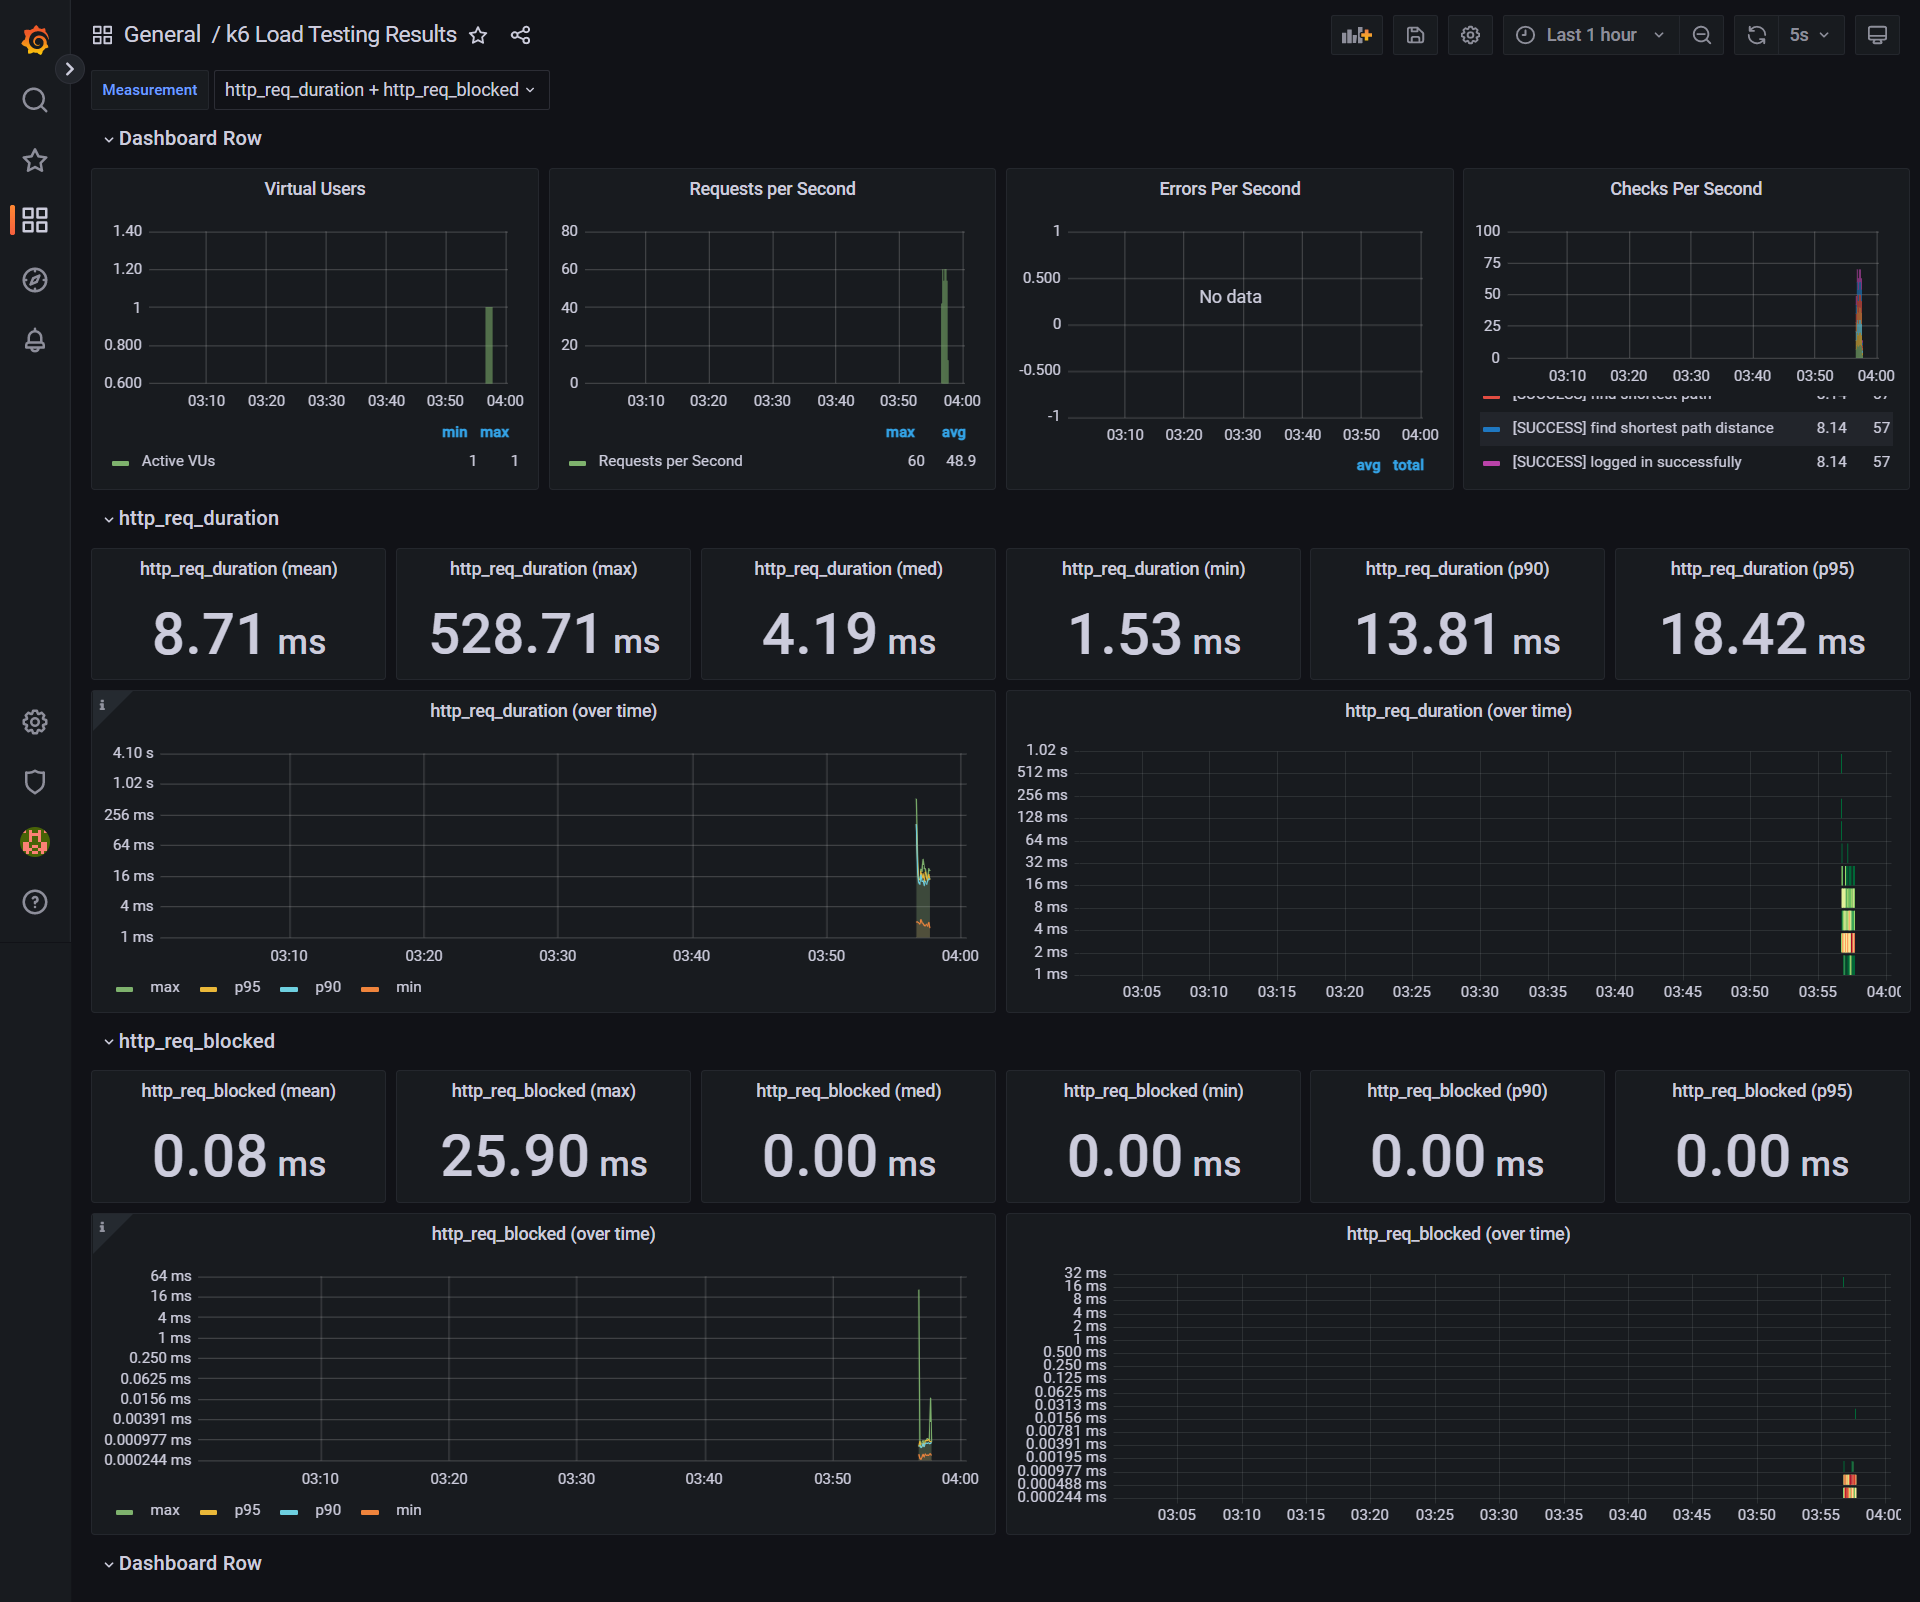 General / k6 Load Testing Results
Last 1 hour
5s
Measurement
http_req_duration + http_req_blocked
Dashboard Row
Virtual Users
1.40
1.20
1
0.800
0.600
03:10 03:20 03:30 03:40 03:50 04:00
min max
Active VUs 1 1
Requests per Second
80
60
40
20
0
03:10 03:20 03:30 03:40 03:50 04:00
max avg
Requests per Second 60 48.9
Errors Per Second
1
0.500
0
-0.500
-1
No data
03:10 03:20 03:30 03:40 03:50 04:00
avg total
Checks Per Second
100
75
50
25
0
03:10 03:20 03:30 03:40 03:50 04:00
[SUCCESS] find shortest path 8.14 57
[SUCCESS] find shortest path distance 8.14 57
[SUCCESS] logged in successfully 8.14 57
http_req_duration
http_req_duration (mean)
8.71 ms
http_req_duration (max)
528.71 ms
http_req_duration (med)
4.19 ms
http_req_duration (min)
1.53 ms
http_req_duration (p90)
13.81 ms
http_req_duration (p95)
18.42 ms
http_req_duration (over time)
4.10 s
1.02 s
256 ms
64 ms
16 ms
4 ms
1 ms
03:10 03:20 03:30 03:40 03:50 04:00
max p95 p90 min
http_req_duration (over time)
1.02 s
512 ms
256 ms
128 ms
64 ms
32 ms
16 ms
8 ms
4 ms
2 ms
1 ms
03:05 03:10 03:15 03:20 03:25 03:30 03:35 03:40 03:45 03:50 03:55 04:00
http_req_blocked
http_req_blocked (mean)
0.08 ms
http_req_blocked (max)
25.90 ms
http_req_blocked (med)
0.00 ms
http_req_blocked (min)
0.00 ms
http_req_blocked (p90)
0.00 ms
http_req_blocked (p95)
0.00 ms
http_req_blocked (over time)
64 ms
16 ms
4 ms
1 ms
0.250 ms
0.0625 ms
0.0156 ms
0.00391 ms
0.000977 ms
0.000244 ms
03:10 03:20 03:30 03:40 03:50 04:00
max p95 p90 min
http_req_blocked (over time)
32 ms
16 ms
8 ms
4 ms
2 ms
1 ms
0.500 ms
0.250 ms
0.125 ms
0.0625 ms
0.0313 ms
0.0156 ms
0.00781 ms
0.00391 ms
0.00195 ms
0.000977 ms
0.000488 ms
0.000244 ms
03:05 03:10 03:15 03:20 03:25 03:30 03:35 03:40 03:45 03:50 03:55 04:00
Dashboard Row